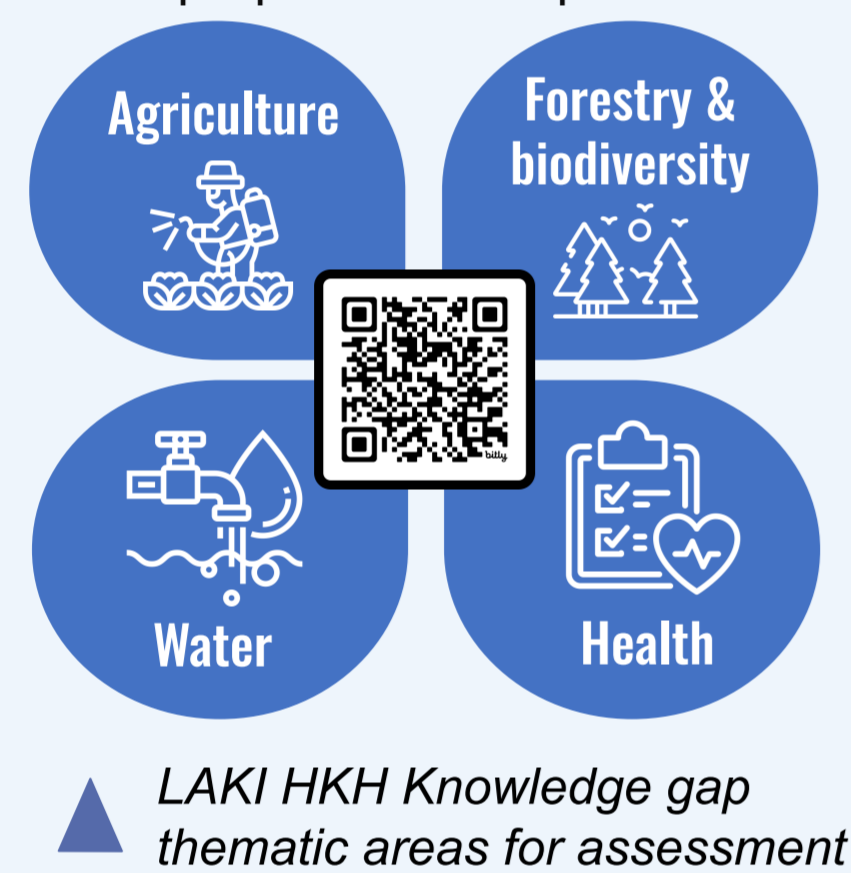 Agriculture
Forestry &
biodiversity
bitly
Water
Health
LAKI HKH Knowledge gap
thematic areas for assessment